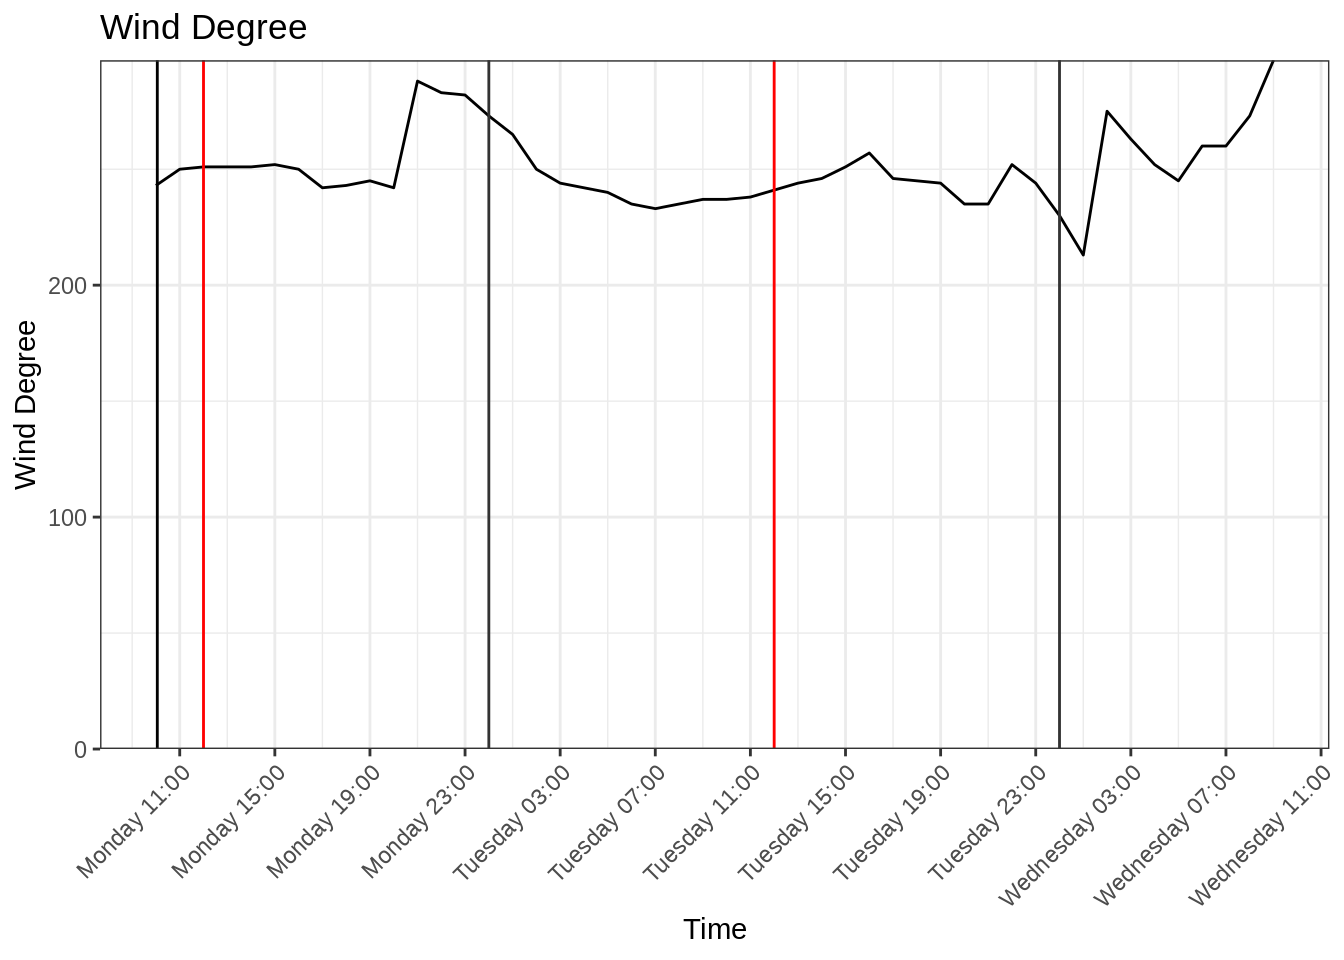 Wind Degree
Wind Degree
200
100
0
Monday 11:00
Monday 15:00
Monday 19:00
Monday 23:00
Tuesday 03:00
Tuesday 07:00
Tuesday 11:00
Tuesday 15:00
Tuesday 19:00
Tuesday 23:00
Wednesday 03:00
Wednesday 07:00
Wednesday 11:00
Time